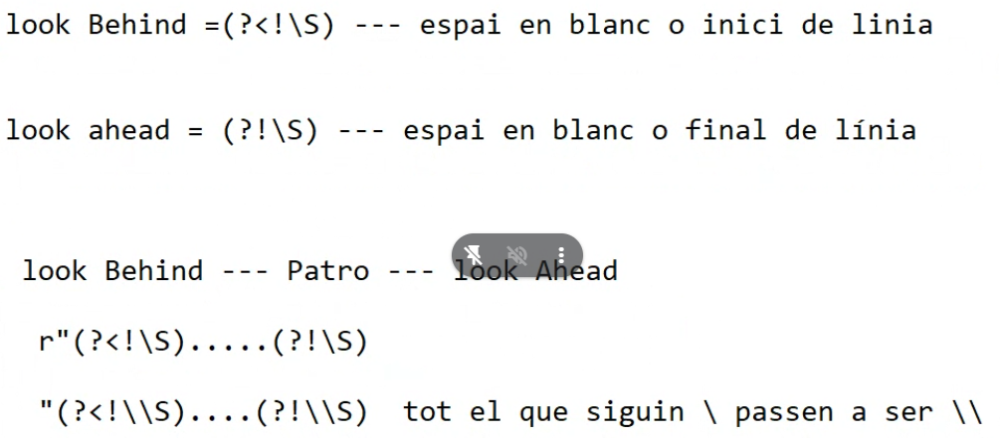 look Behind =(?<!\S) --- espai en blanc o inici de linia
look ahead = (?!\S) --- espai en blanc o final de línia
look Behind --- Patro --- look Ahead
r"(?<!\S).....(?!\S)
"(?<!\\S)....(?!\\S)  tot el que siguin \ passen a ser \\